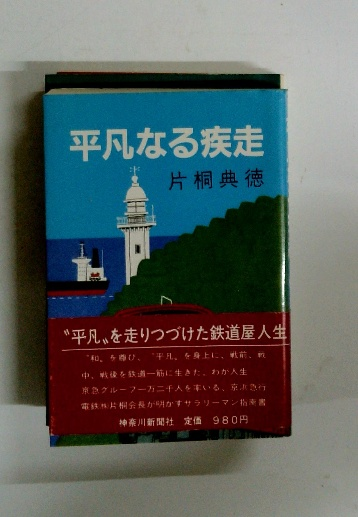 平凡なる疾走
片桐典徳
“平凡„を走りつづけた鉄道屋人生
“和„を尊び、“平凡„を身上に、戦前、戦
中、戦後を鉄道一筋に生きた、わが人生
京急グループ一万二千人を率いる、京浜急行
電鉄㈱片桐会長が明かすサラリーマン指南書
神奈川新聞社 定価 980円